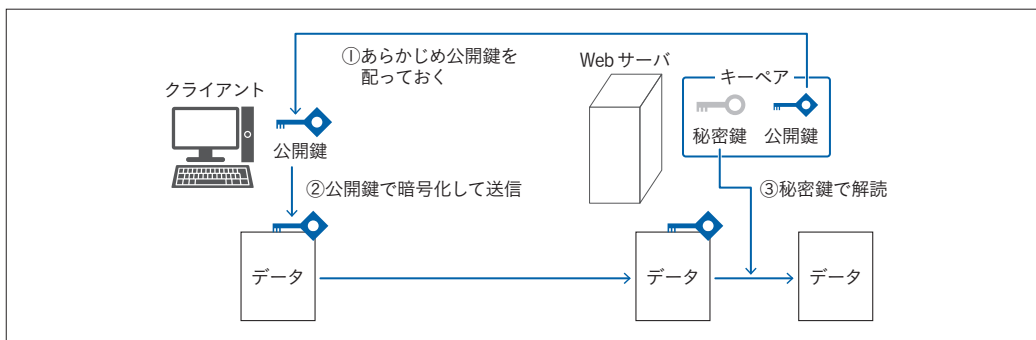 ①あらかじめ公開鍵を
配っておく
Webサーバ
キーペア
クライアント
秘密鍵
公開鍵
公開鍵
②公開鍵で暗号化して送信
③秘密鍵で解読
データ
データ
データ